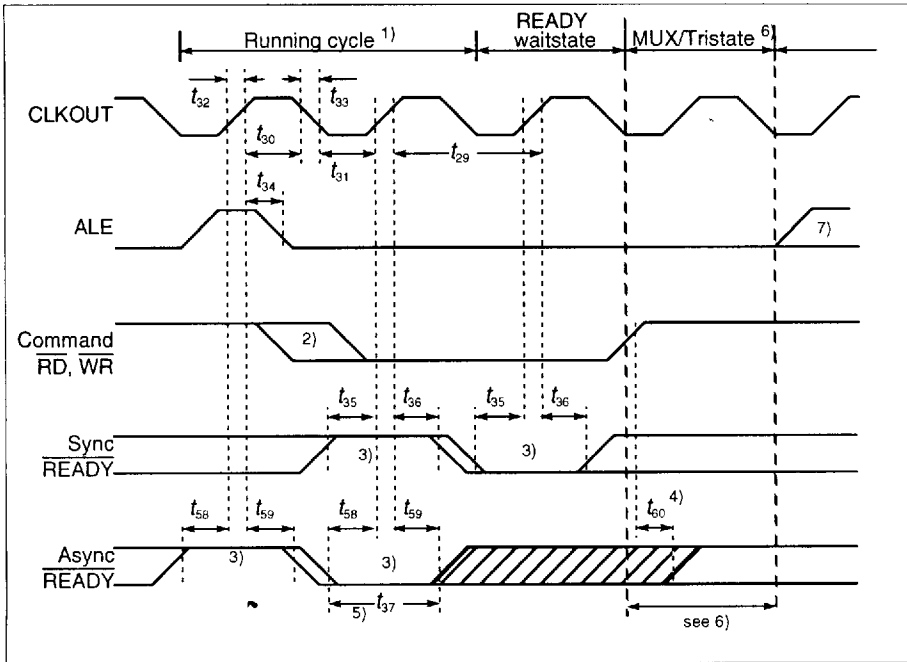 Running cycle 1)
READY
waitstate
MUX/Tristate 6)
CLKOUT
t32
t33
t30
t31
t29
ALE
t34
7)
Command
RD, WR
2)
t35
t36
t35
t36
Sync
READY
3)
3)
t58
t59
t58
t59
t60 4)
Async
READY
3)
3)
5)
t37
see 6)